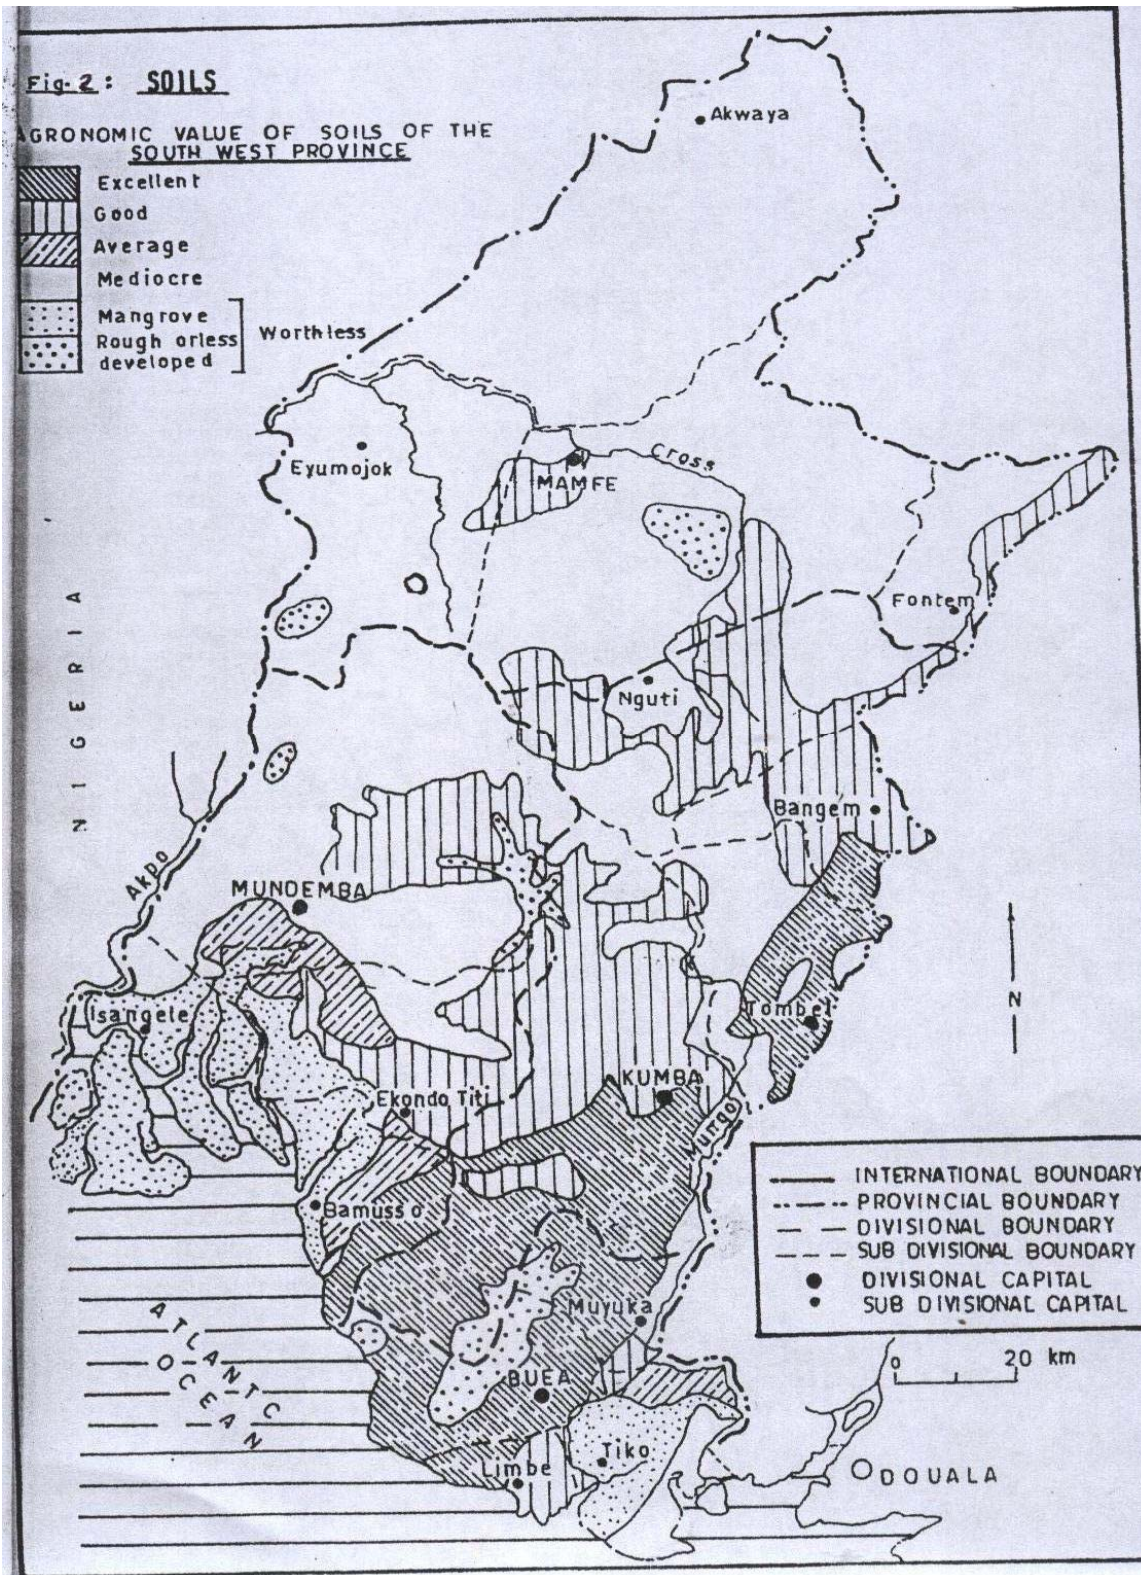 Fig. 2 : SOILS
AGRONOMIC VALUE OF SOILS OF THE
SOUTH WEST PROVINCE
Excellent
Good
Average
Mediocre
Mangrove
Rough orless
developed
Worthless
Akwaya
Eyumojok
MAMFE
Cross
Fontem
NIGERIA
Nguti
Bangem
Akpo
MUNDEMBA
N
Isangele
Tombel
KUMBA
Ekondo Titi
Mungo
Bamusso
INTERNATIONAL BOUNDARY
PROVINCIAL BOUNDARY
DIVISIONAL BOUNDARY
SUB DIVISIONAL BOUNDARY
DIVISIONAL CAPITAL
SUB DIVISIONAL CAPITAL
Muyuka
ATLANTC
OCEAN
0 20 km
BUEA
Tiko
Limbe
DOUALA